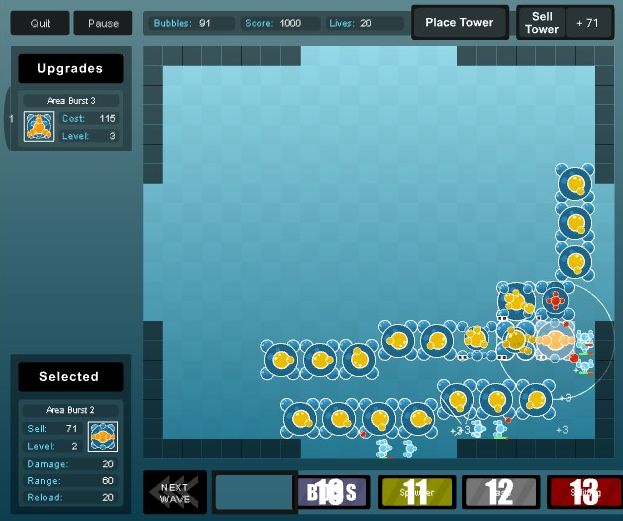 Quit
Pause
Bubbles: 91
Score: 1000
Lives: 20
Place Tower
Sell Tower
+ 71
Upgrades
Area Burst 3
1
Cost: 115
Level: 3
+3
+3
+3
Selected
Area Burst 2
Sell: 71
Level: 2
Damage: 20
Range: 60
Reload: 20
NEXT WAVE
10
11
12
13